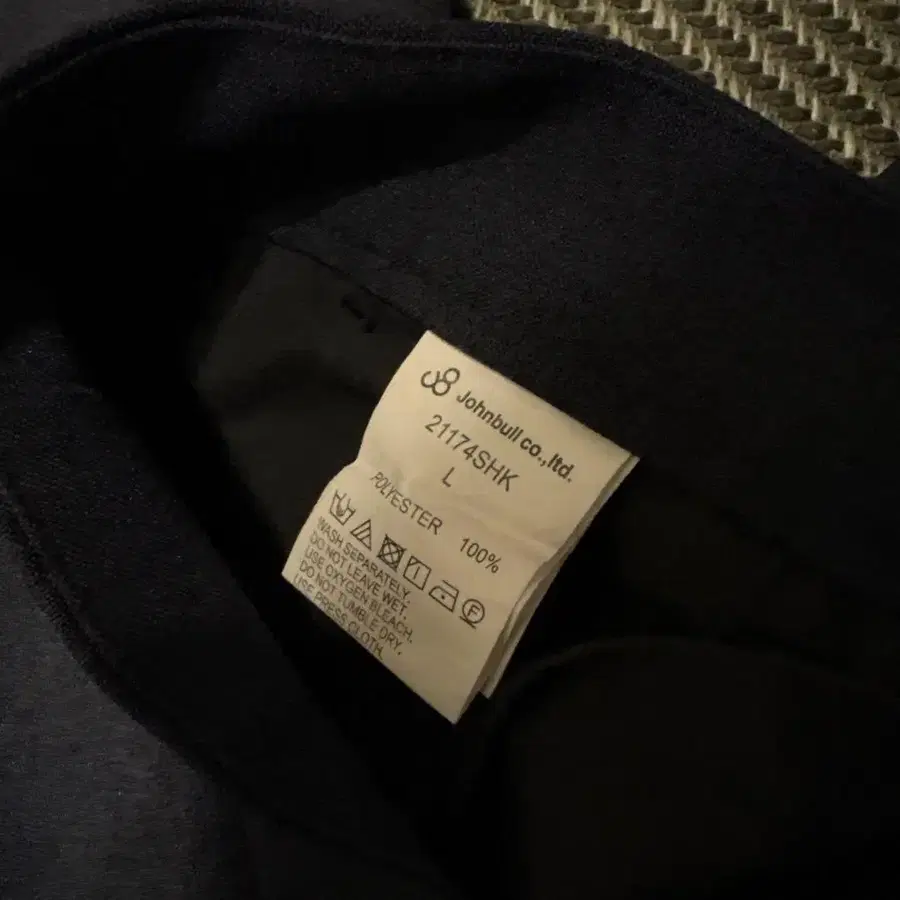 Johnbull co.,ltd.
21174SHK
L
POLYESTER 100%
F
WASH SEPARATELY.
DO NOT LEAVE WET.
USE OXYGEN BLEACH.
DO NOT TUMBLE DRY.
USE PRESS CLOTH.